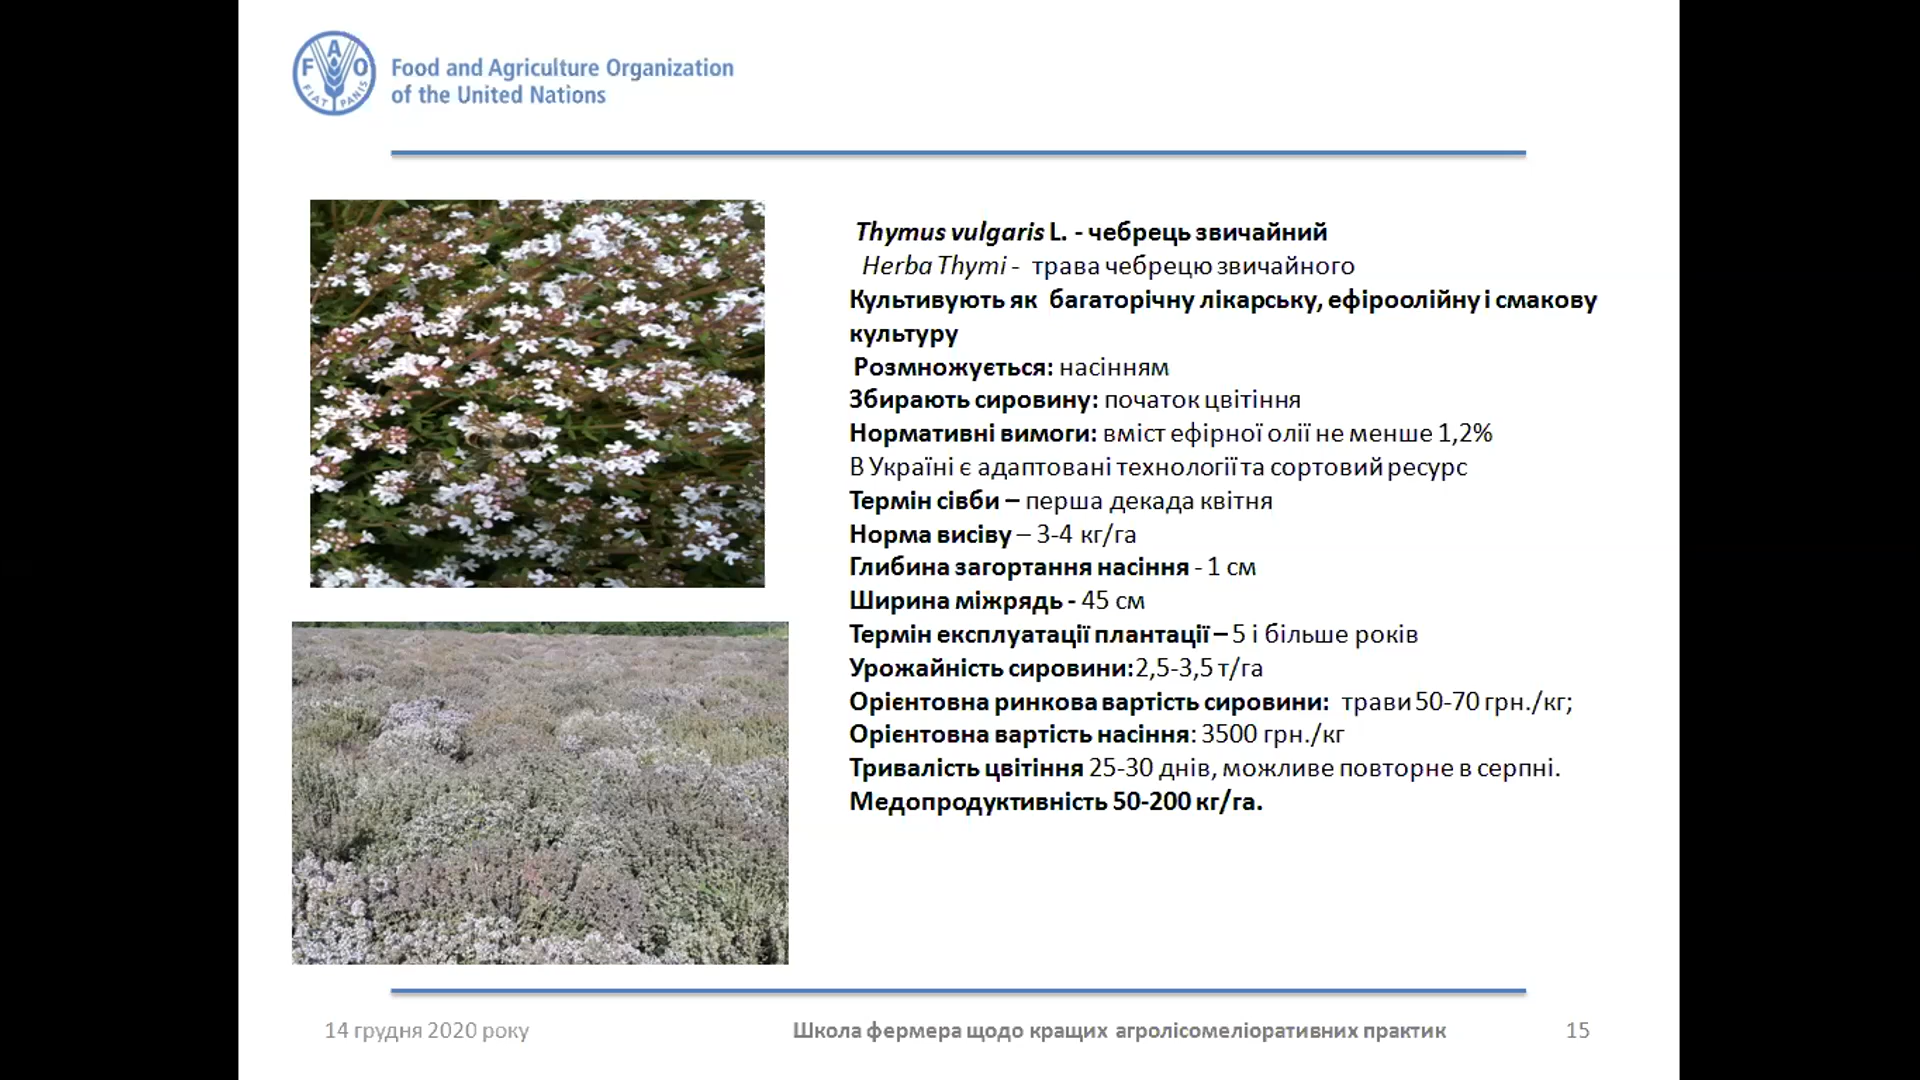 FAO
FIAT PANIS
Food and Agriculture Organization
of the United Nations
Thymus vulgaris L. - чебрець звичайний
Herba Thymi - трава чебрецю звичайного
Культивують як багаторічну лікарську, ефіроолійну і смакову
культуру
Розмножується: насінням
Збирають сировину: початок цвітіння
Нормативні вимоги: вміст ефірної олії не менше 1,2%
В Україні є адаптовані технології та сортовий ресурс
Термін сівби – перша декада квітня
Норма висіву – 3-4 кг/га
Глибина загортання насіння - 1 см
Ширина міжрядь - 45 см
Термін експлуатації плантації – 5 і більше років
Урожайність сировини: 2,5-3,5 т/га
Орієнтовна ринкова вартість сировини: трави 50-70 грн./кг;
Орієнтовна вартість насіння: 3500 грн./кг
Тривалість цвітіння 25-30 днів, можливе повторне в серпні.
Медопродуктивність 50-200 кг/га.
14 грудня 2020 року
Школа фермера щодо кращих агролісомеліоративних практик
15